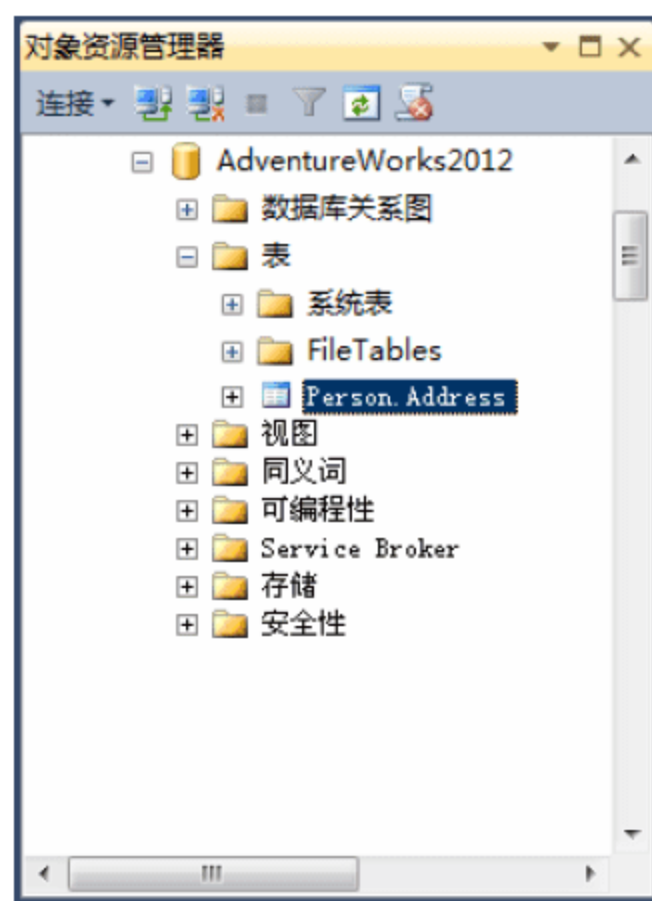 对象资源管理器
连接
AdventureWorks2012
数据库关系图
表
系统表
FileTables
Person.Address
视图
同义词
可编程性
Service Broker
存储
安全性